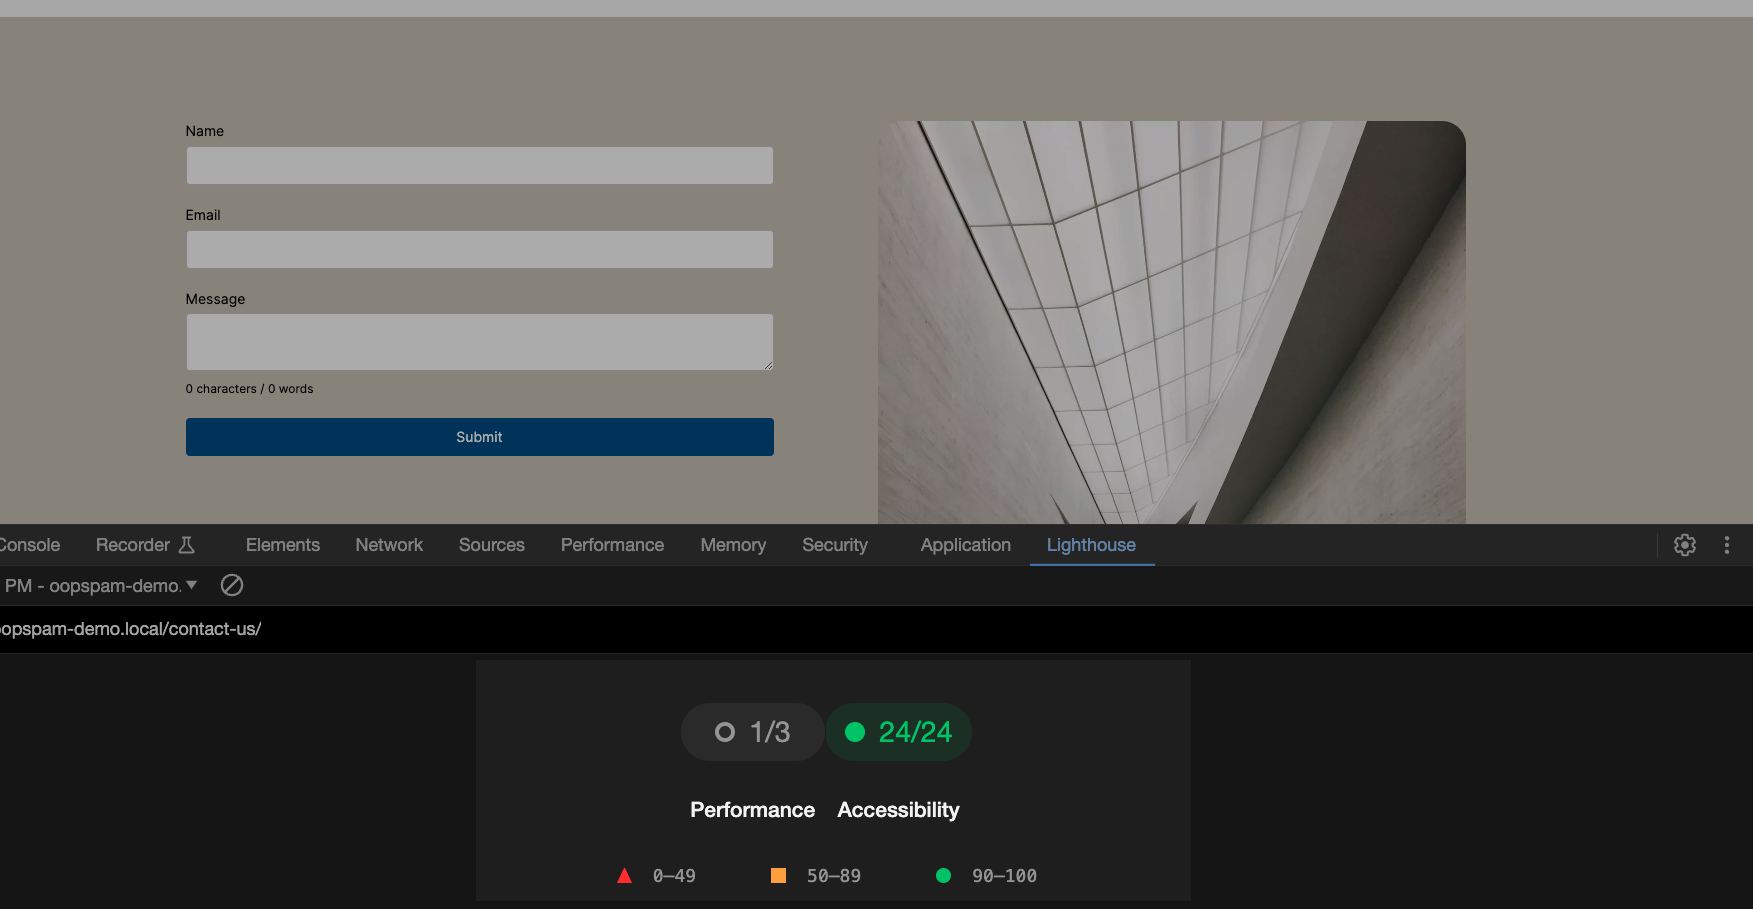 Name
Email
Message
0 characters / 0 words
Submit
Console Recorder Elements Network Sources Performance Memory Security Application Lighthouse
PM - oopspam-demo.
oopspam-demo.local/contact-us/
1/3 24/24
Performance Accessibility
0–49 50–89 90–100